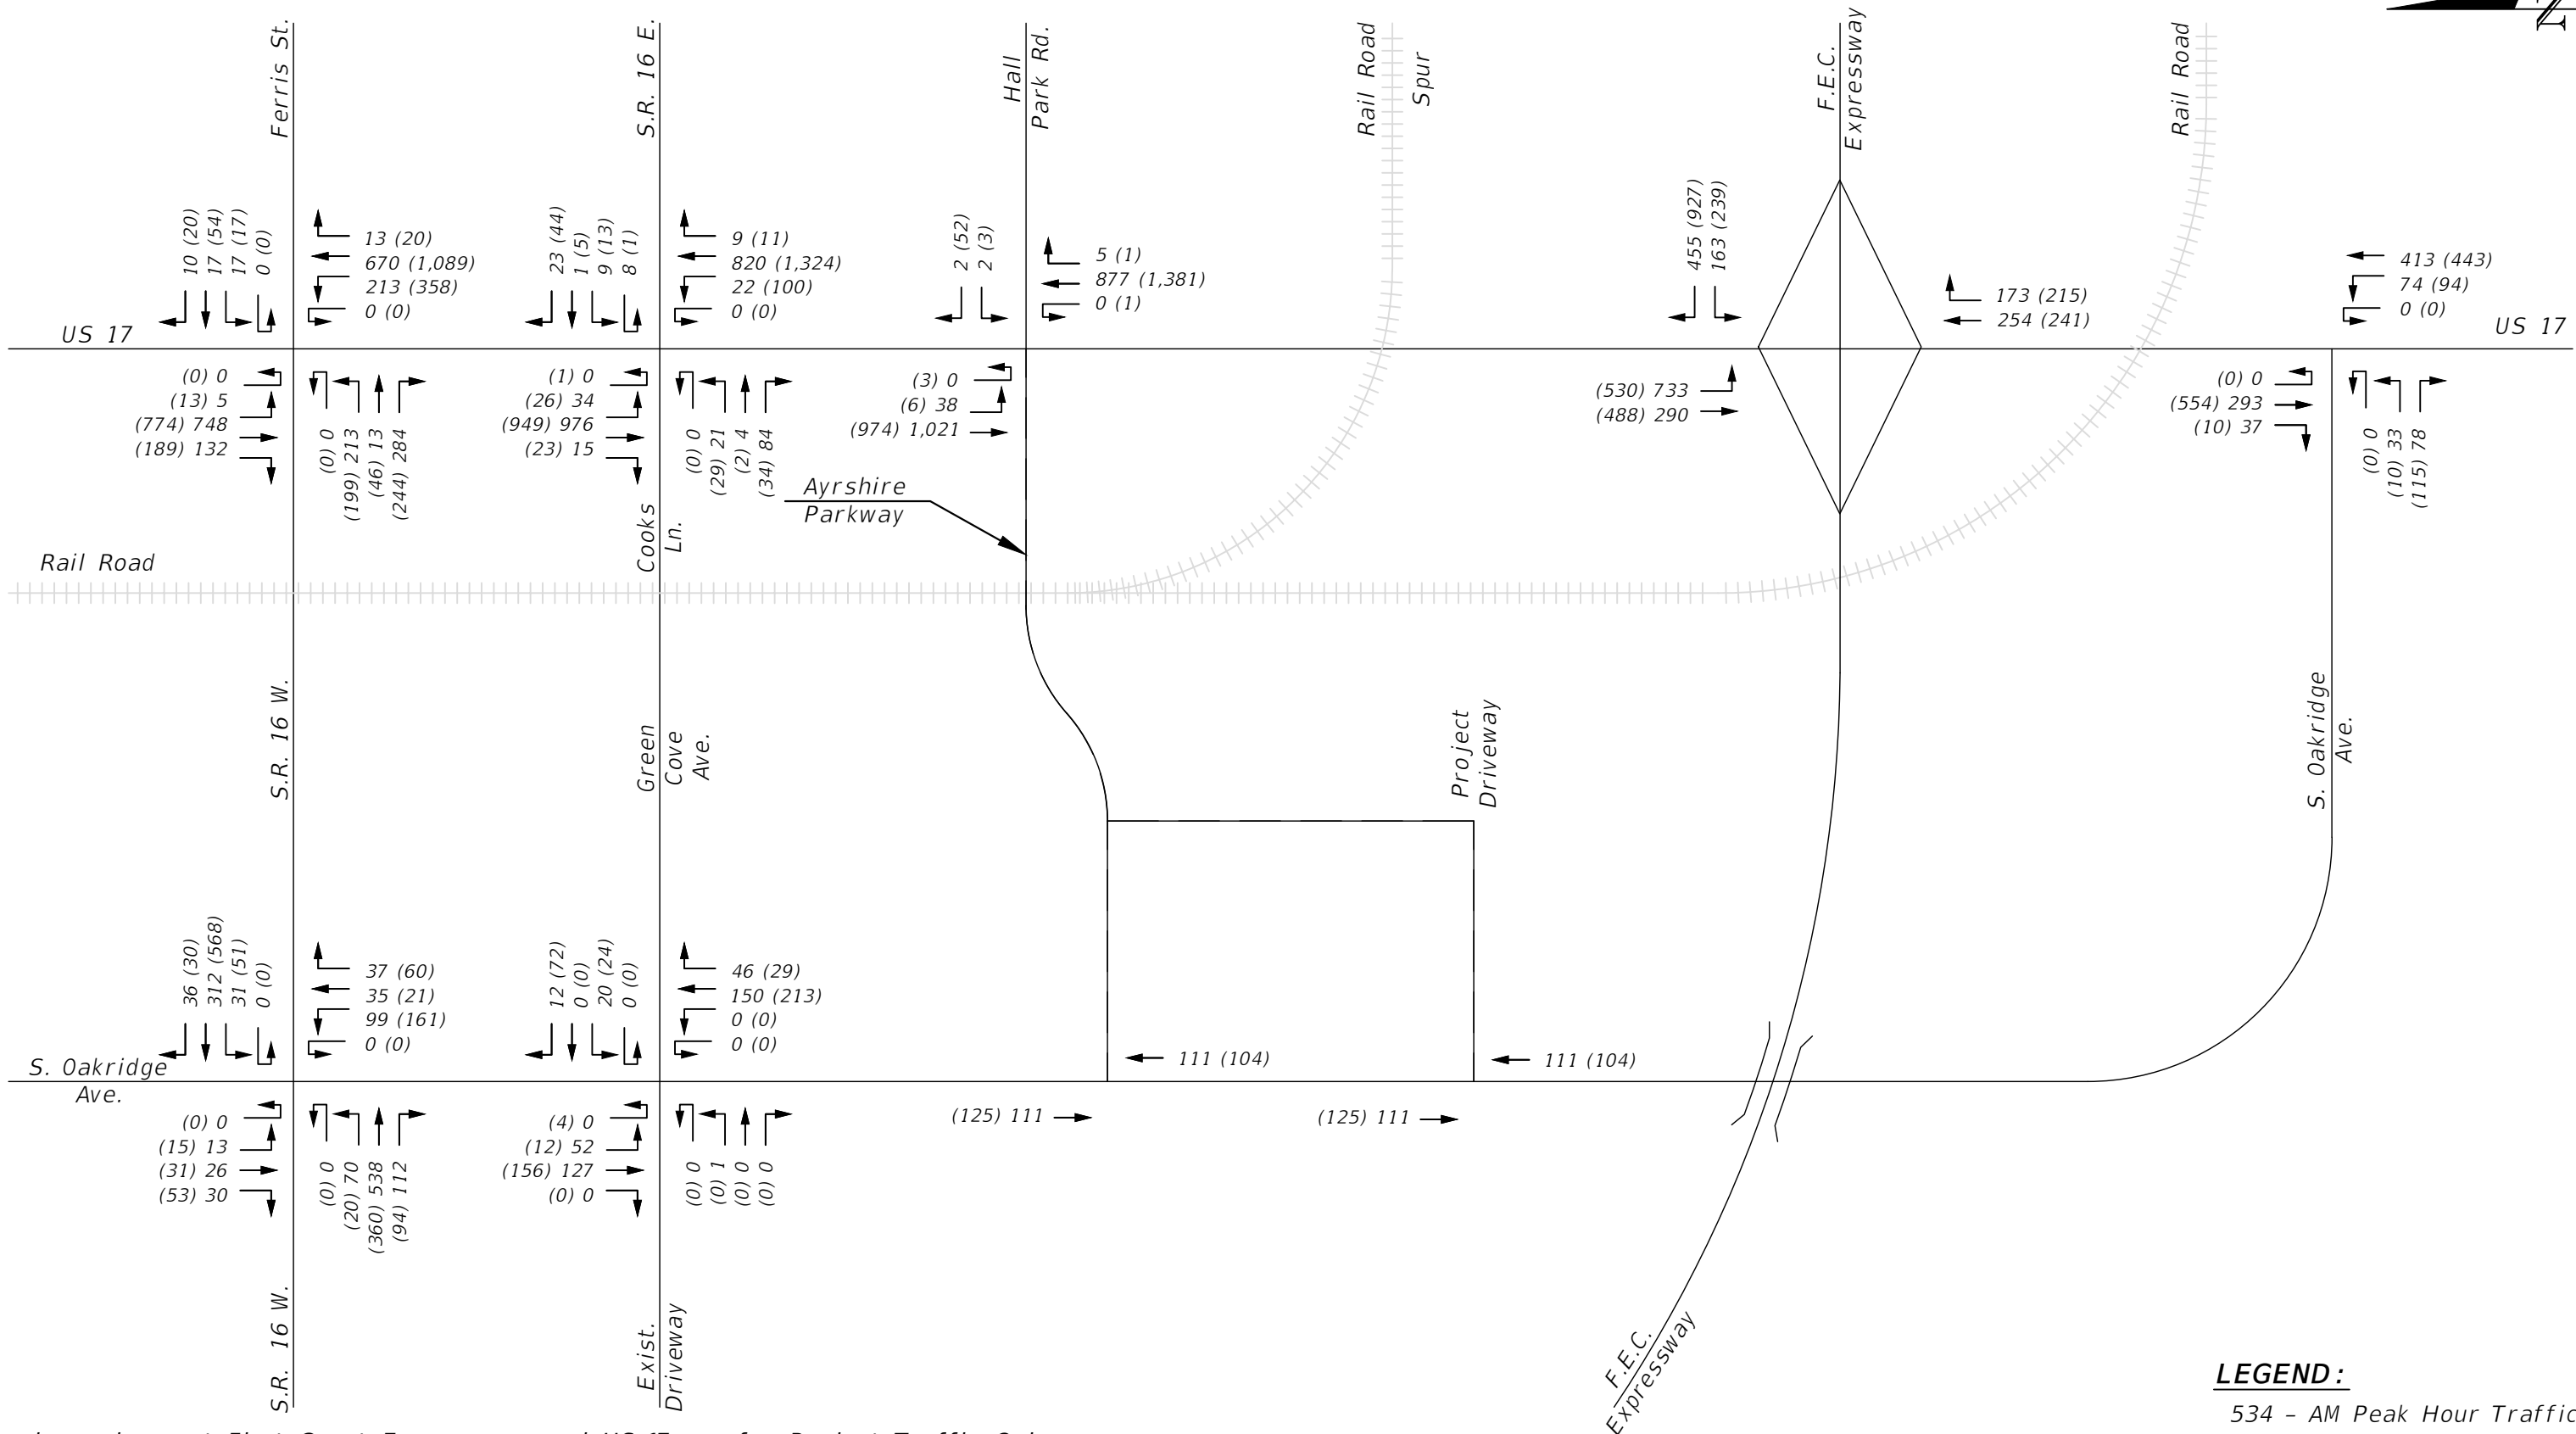 Ferris St.
S.R. 16 E.
Hall
Park Rd.
Rail Road
Spur
F.E.C.
Expressway
Rail Road
N
10 (20)
17 (54)
17 (17)
0 (0)
13 (20)
670 (1,089)
213 (358)
0 (0)
23 (44)
1 (5)
9 (13)
8 (1)
9 (11)
820 (1,324)
22 (100)
0 (0)
2 (52)
2 (3)
5 (1)
877 (1,381)
0 (1)
455 (927)
163 (239)
173 (215)
254 (241)
413 (443)
74 (94)
0 (0)
US 17
US 17
(0) 0
(13) 5
(774) 748
(189) 132
(0) 0
(199) 213
(46) 13
(244) 284
(1) 0
(26) 34
(949) 976
(23) 15
(0) 0
(29) 21
(2) 4
(34) 84
(3) 0
(6) 38
(974) 1,021
(530) 733
(488) 290
(0) 0
(554) 293
(10) 37
(0) 0
(10) 33
(115) 78
Ayrshire
Parkway
Cooks
Ln.
Rail Road
S.R. 16 W.
Green
Cove
Ave.
Project
Driveway
S. Oakridge
Ave.
36 (30)
312 (568)
31 (51)
0 (0)
37 (60)
35 (21)
99 (161)
0 (0)
12 (72)
0 (0)
20 (24)
0 (0)
46 (29)
150 (213)
0 (0)
0 (0)
111 (104)
111 (104)
S. Oakridge
Ave.
(0) 0
(15) 13
(31) 26
(53) 30
(0) 0
(20) 70
(360) 538
(94) 112
(4) 0
(12) 52
(156) 127
(0) 0
(0) 0
(0) 1
(0) 0
(0) 0
(125) 111
(125) 111
S.R. 16 W.
Exist.
Driveway
F.E.C.
Expressway
LEGEND:
534 – AM Peak Hour Traffic